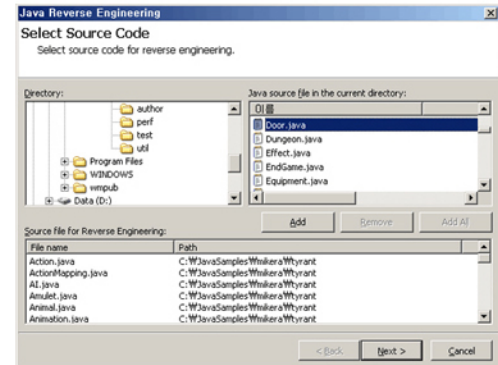 Java Reverse Engineering
Select Source Code
Select source code for reverse engineering.
Directory:
author
perf
test
util
Program Files
WINDOWS
wmpub
Data (D:)
Java source file in the current directory:
이름
Door.java
Dungeon.java
Effect.java
EndGame.java
Equipment.java
Add
Remove
Add All
Source file for Reverse Engineering:
File name Path
Action.java C:₩JavaSamples₩mikera₩tyrant
ActionMapping.java C:₩JavaSamples₩mikera₩tyrant
AI.java C:₩JavaSamples₩mikera₩tyrant
Amulet.java C:₩JavaSamples₩mikera₩tyrant
Animal.java C:₩JavaSamples₩mikera₩tyrant
Animation.java C:₩JavaSamples₩mikera₩tyrant
< Back
Next >
Cancel